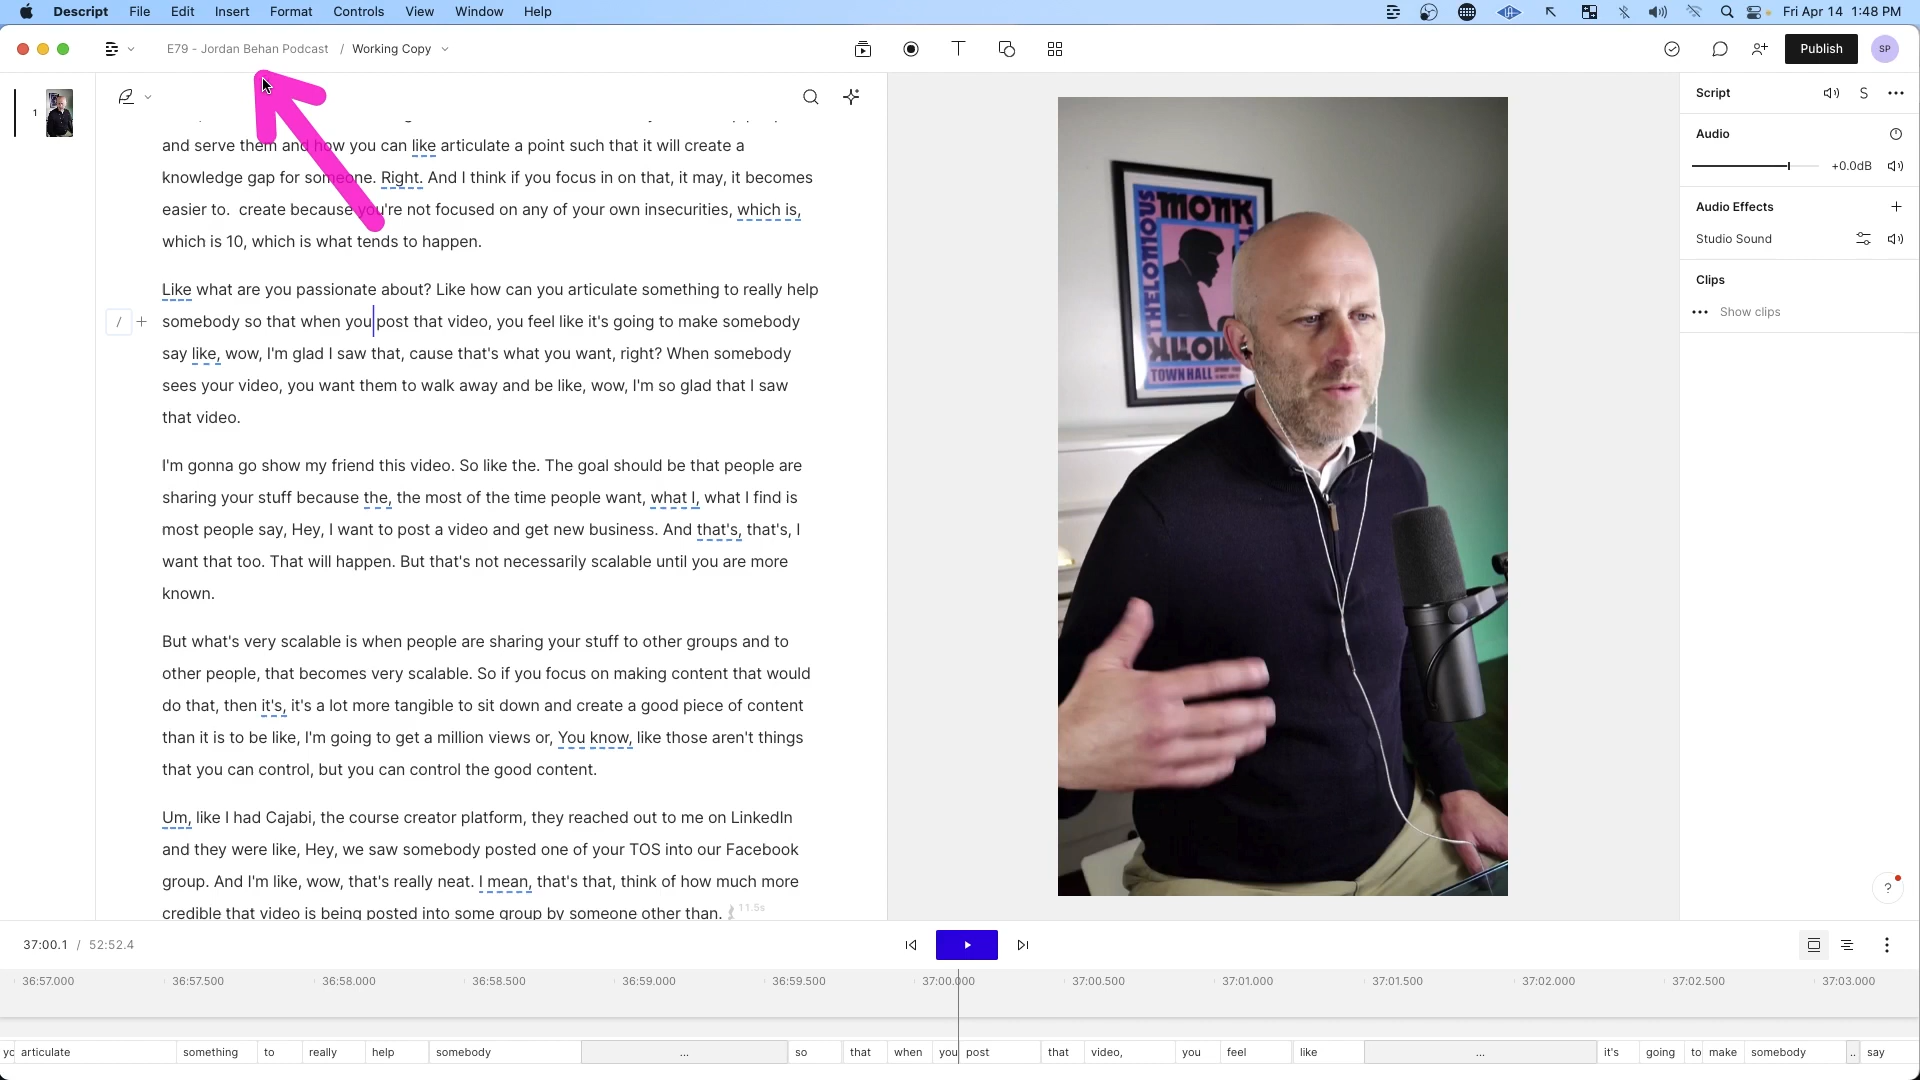 Descript File Edit Insert Format Controls View Window Help Fri Apr 14 1:48 PM
E79 - Jordan Behan Podcast / Working Copy Publish SP
1
and serve them and how you can like articulate a point such that it will create a
knowledge gap for someone. Right. And I think if you focus in on that, it may, it becomes
easier to. create because you're not focused on any of your own insecurities, which is,
which is 10, which is what tends to happen.
Like what are you passionate about? Like how can you articulate something to really help
/ + somebody so that when you post that video, you feel like it's going to make somebody
say like, wow, I'm glad I saw that, cause that's what you want, right? When somebody
sees your video, you want them to walk away and be like, wow, I'm so glad that I saw
that video.
I'm gonna go show my friend this video. So like the. The goal should be that people are
sharing your stuff because the, the most of the time people want, what I, what I find is
most people say, Hey, I want to post a video and get new business. And that's, that's, I
want that too. That will happen. But that's not necessarily scalable until you are more
known.
But what's very scalable is when people are sharing your stuff to other groups and to
other people, that becomes very scalable. So if you focus on making content that would
do that, then it's, it's a lot more tangible to sit down and create a good piece of content
than it is to be like, I'm going to get a million views or, You know, like those aren't things
that you can control, but you can control the good content.
Um, like I had Cajabi, the course creator platform, they reached out to me on LinkedIn
and they were like, Hey, we saw somebody posted one of your TOS into our Facebook
group. And I'm like, wow, that's really neat. I mean, that's that, think of how much more
credible that video is being posted into some group by someone other than. 11.5s
THELONIOUS
MONK
MONK
TOWN HALL
Script S
Audio
+0.0dB
Audio Effects +
Studio Sound
Clips
Show clips
?
37:00.1 / 52:52.4
36:57.000 36:57.500 36:58.000 36:58.500 36:59.000 36:59.500 37:00.000 37:00.500 37:01.000 37:01.500 37:02.000 37:02.500 37:03.000
articulate something to really help somebody ... so that when you post that video, you feel like ... it's going to make somebody .. say